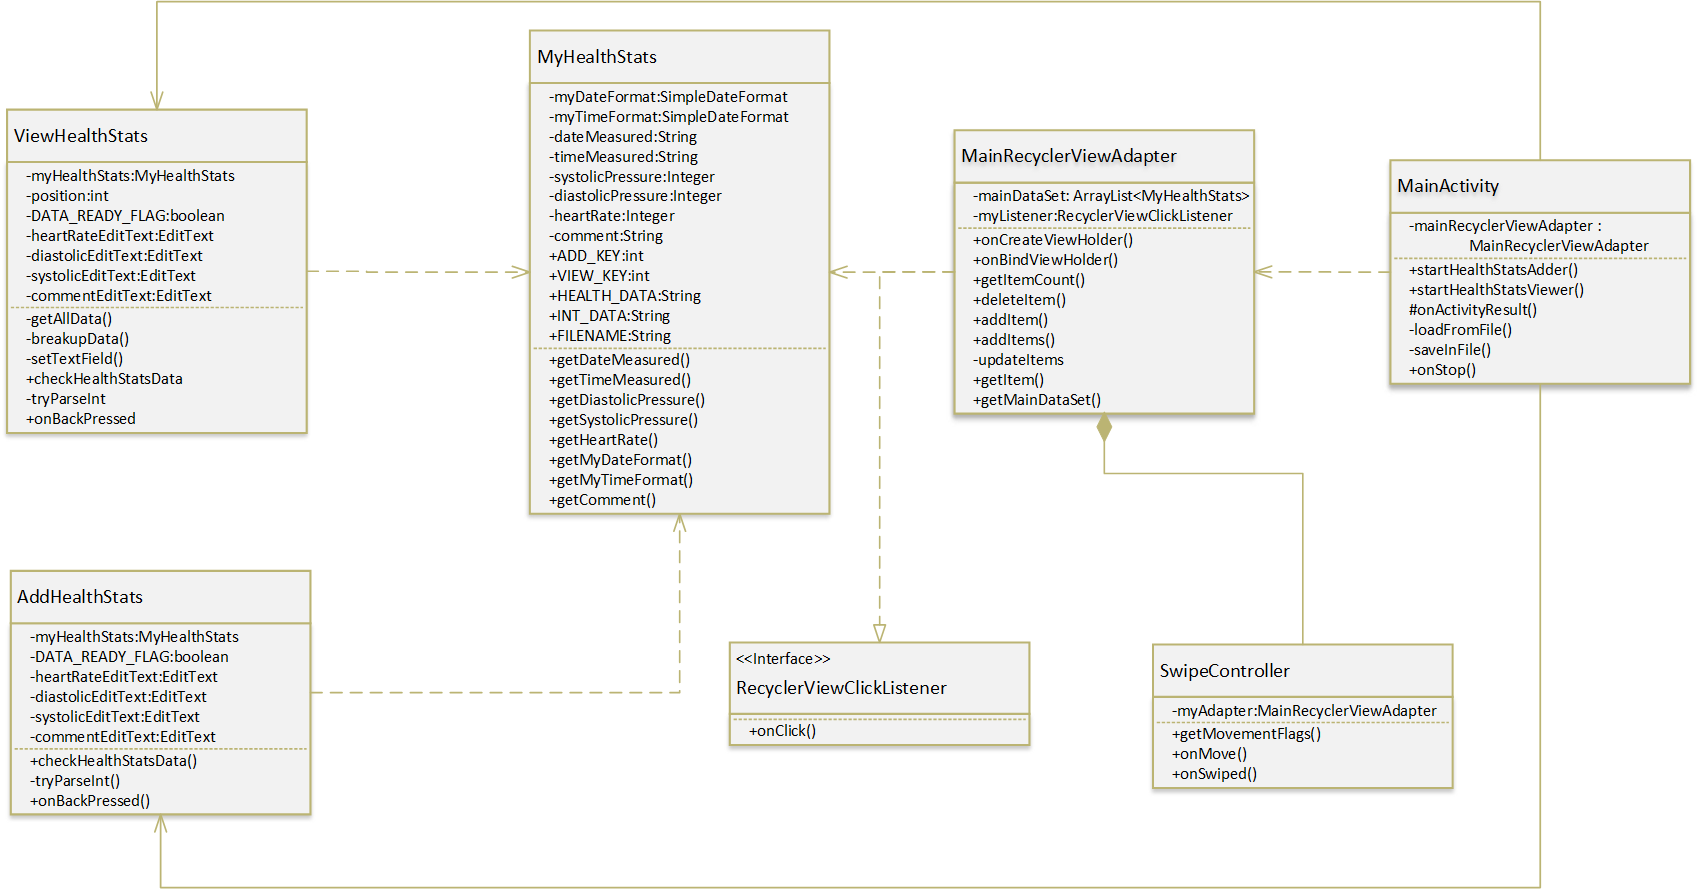 ViewHealthStats
-myHealthStats:MyHealthStats
-position:int
-DATA_READY_FLAG:boolean
-heartRateEditText:EditText
-diastolicEditText:EditText
-systolicEditText:EditText
-commentEditText:EditText
-getAllData()
-breakupData()
-setTextField()
+checkHealthStatsData
-tryParseInt
+onBackPressed
MyHealthStats
-myDateFormat:SimpleDateFormat
-myTimeFormat:SimpleDateFormat
-dateMeasured:String
-timeMeasured:String
-systolicPressure:Integer
-diastolicPressure:Integer
-heartRate:Integer
-comment:String
+ADD_KEY:int
+VIEW_KEY:int
+HEALTH_DATA:String
+INT_DATA:String
+FILENAME:String
+getDateMeasured()
+getTimeMeasured()
+getDiastolicPressure()
+getSystolicPressure()
+getHeartRate()
+getMyDateFormat()
+getMyTimeFormat()
+getComment()
MainRecyclerViewAdapter
-mainDataSet: ArrayList<MyHealthStats>
-myListener:RecyclerViewClickListener
+onCreateViewHolder()
+onBindViewHolder()
+getItemCount()
+deleteItem()
+addItem()
+addItems()
-updateItems
+getItem()
+getMainDataSet()
MainActivity
-mainRecyclerViewAdapter :
MainRecyclerViewAdapter
+startHealthStatsAdder()
+startHealthStatsViewer()
#onActivityResult()
-loadFromFile()
-saveInFile()
+onStop()
AddHealthStats
-myHealthStats:MyHealthStats
-DATA_READY_FLAG:boolean
-heartRateEditText:EditText
-diastolicEditText:EditText
-systolicEditText:EditText
-commentEditText:EditText
+checkHealthStatsData()
-tryParseInt()
+onBackPressed()
<<Interface>>
RecyclerViewClickListener
+onClick()
SwipeController
-myAdapter:MainRecyclerViewAdapter
+getMovementFlags()
+onMove()
+onSwiped()